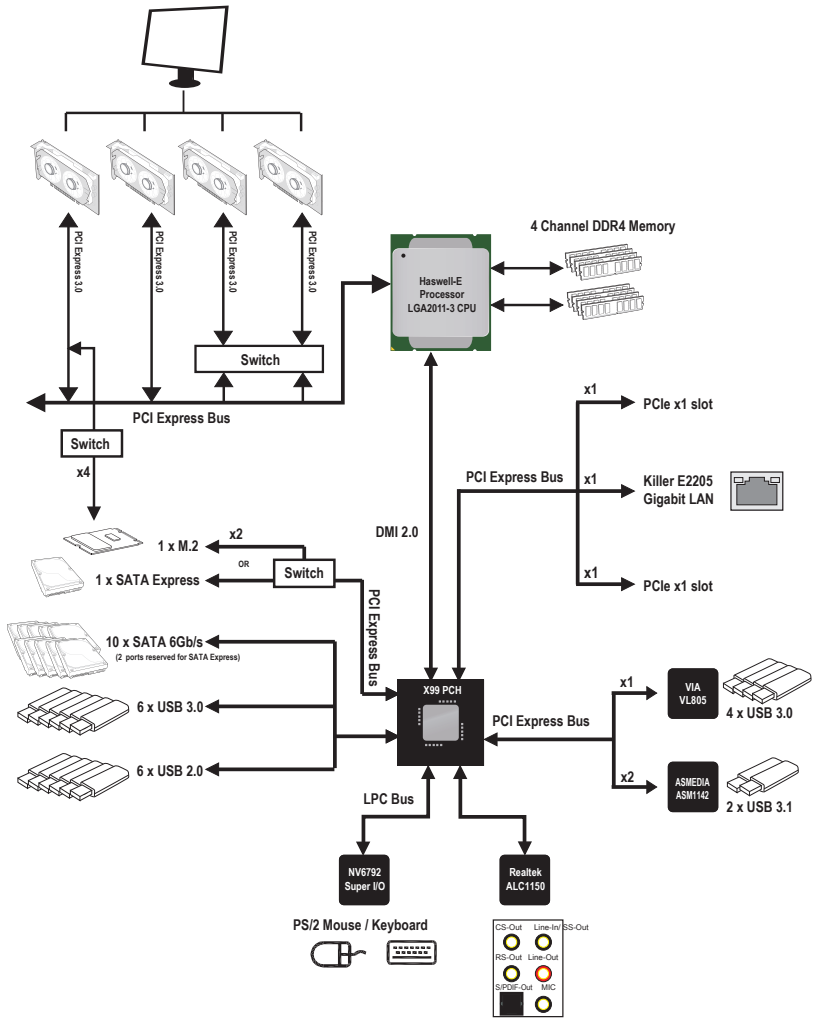 4 Channel DDR4 Memory
PCI Express 3.0
PCI Express 3.0
PCI Express 3.0
PCI Express 3.0
Haswell-E
Processor
LGA2011-3 CPU
Switch
PCI Express Bus
Switch
x4
x1
PCIe x1 slot
PCI Express Bus
x1
Killer E2205
Gigabit LAN
x1
PCIe x1 slot
DMI 2.0
1 x M.2
x2
OR
1 x SATA Express
Switch
PCI Express Bus
10 x SATA 6Gb/s
(2 ports reserved for SATA Express)
6 x USB 3.0
6 x USB 2.0
X99 PCH
PCI Express Bus
x1
VIA
VL805
4 x USB 3.0
x2
ASMEDIA
ASM1142
2 x USB 3.1
LPC Bus
NV6792
Super I/O
Realtek
ALC1150
PS/2 Mouse / Keyboard
CS-Out
Line-In/ SS-Out
RS-Out
Line-Out
S/PDIF-Out
MIC